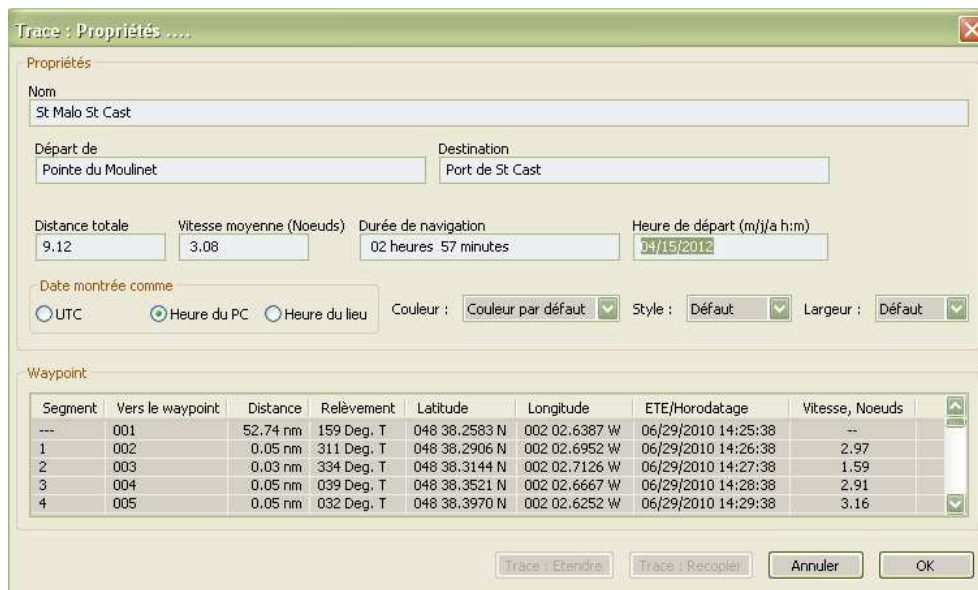 Trace : Propriétés ....
Propriétés
Nom
St Malo St Cast
Départ de Destination
Pointe du Moulinet Port de St Cast
Distance totale Vitesse moyenne (Noeuds) Durée de navigation Heure de départ (m/j/a h:m)
9.12 3.08 02 heures 57 minutes 04/15/2012
Date montrée comme
UTC Heure du PC Heure du lieu Couleur : Couleur par défaut Style : Défaut Largeur : Défaut
Waypoint
Segment Vers le waypoint Distance Relèvement Latitude Longitude ETE/Horodatage Vitesse, Noeuds
--- 001 52.74 nm 159 Deg. T 048 38.2583 N 002 02.6387 W 06/29/2010 14:25:38 --
1 002 0.05 nm 311 Deg. T 048 38.2906 N 002 02.6952 W 06/29/2010 14:26:38 2.97
2 003 0.03 nm 334 Deg. T 048 38.3144 N 002 02.7126 W 06/29/2010 14:27:38 1.59
3 004 0.05 nm 039 Deg. T 048 38.3521 N 002 02.6667 W 06/29/2010 14:28:38 2.91
4 005 0.05 nm 032 Deg. T 048 38.3970 N 002 02.6252 W 06/29/2010 14:29:38 3.16
Trace : Etendre Trace : Recopier Annuler OK